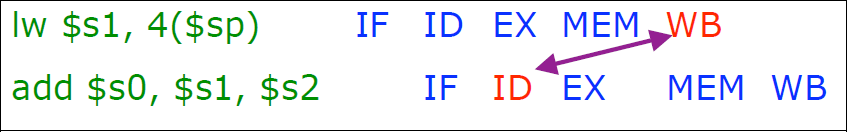 lw $s1, 4($sp) IF ID EX MEM WB
add $s0, $s1, $s2 IF ID EX MEM WB